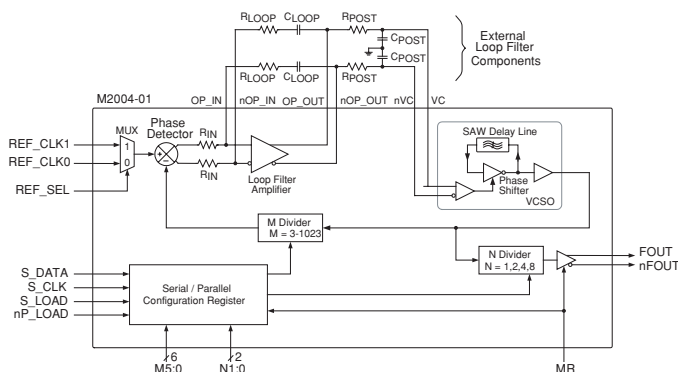 RLOOP CLOOP RPOST
CPOST
CPOST
RLOOP CLOOP RPOST
External
Loop Filter
Components
M2004-01
OP_IN nOP_IN OP_OUT nOP_OUT nVC VC
MUX
Phase
Detector
RIN
RIN
REF_CLK1
REF_CLK0
REF_SEL
1
0
+
−
Loop Filter
Amplifier
SAW Delay Line
Phase
Shifter
VCSO
M Divider
M = 3-1023
N Divider
N = 1,2,4,8
FOUT
nFOUT
S_DATA
S_CLK
S_LOAD
nP_LOAD
Serial / Parallel
Configuration Register
6
2
M5:0
N1:0
MR